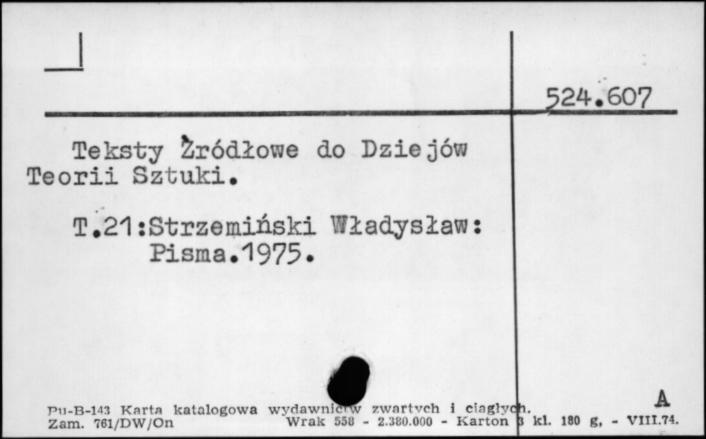 524.607
Teksty Źródłowe do Dziejów
Teorii Sztuki.
T.21:Strzemiński Władysław:
Pisma.1975.
A
Pu-B-143 Karta katalogowa wydawnictw zwartych i ciągłych.
Zam. 761/DW/On Wrak 558 - 2.380.000 - Karton 3 kl. 180 g, - VIII.74.